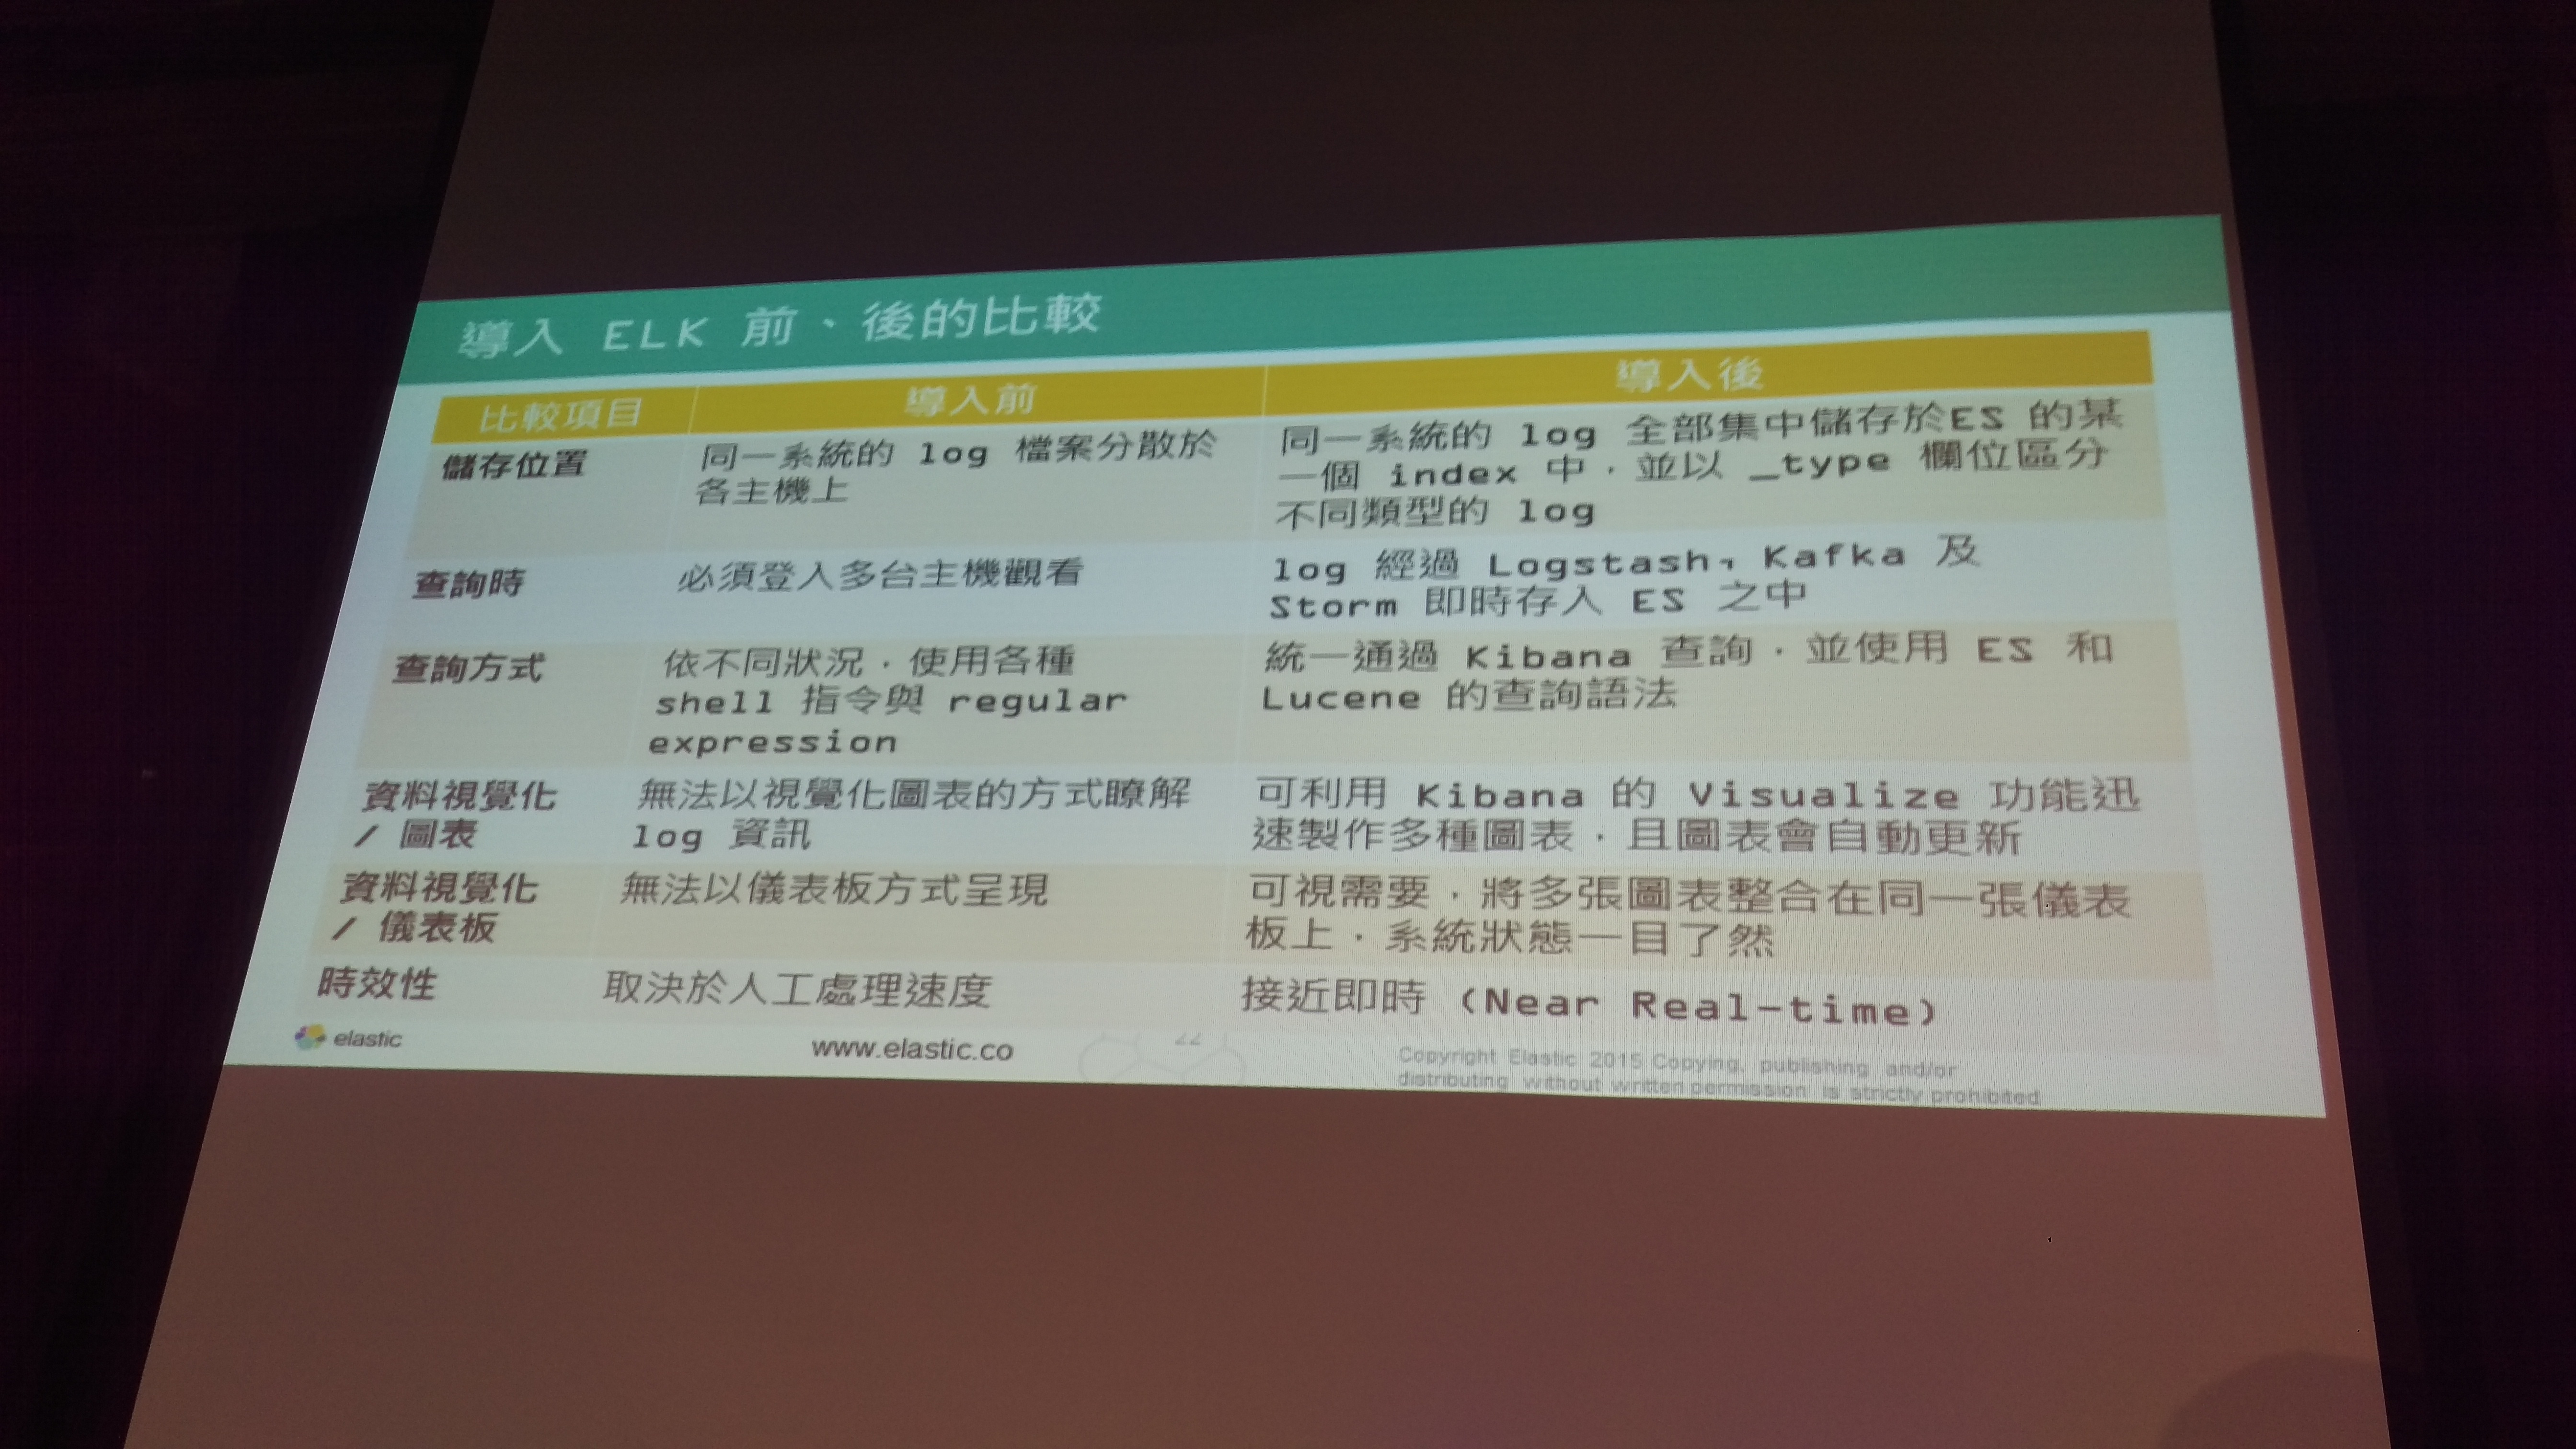 導入 ELK 前、後的比較
比較項目
導入前
導入後
儲存位置
同一系統的 log 檔案分散於
各主機上
同一系統的 log 全部集中儲存於ES 的某
一個 index 中，並以 _type 欄位區分
不同類型的 log
查詢時
必須登入多台主機觀看
log 經過 Logstash, Kafka 及
Storm 即時存入 ES 之中
查詢方式
依不同狀況，使用各種
shell 指令與 regular
expression
統一通過 Kibana 查詢，並使用 ES 和
Lucene 的查詢語法
資料視覺化
/ 圖表
無法以視覺化圖表的方式瞭解
log 資訊
可利用 Kibana 的 Visualize 功能迅
速製作多種圖表，且圖表會自動更新
資料視覺化
/ 儀表板
無法以儀表板方式呈現
可視需要，將多張圖表整合在同一張儀表
板上，系統狀態一目了然
時效性
取決於人工處理速度
接近即時 (Near Real-time)
elastic
www.elastic.co
22
Copyright Elastic 2015 Copying, publishing and/or
distributing without written permission is strictly prohibited